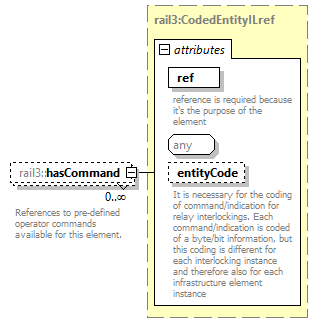 rail3:CodedEntityILref
attributes
ref
reference is required because
it's the purpose of the
element
any
rail3::hasCommand
entityCode
0..∞
References to pre-defined
operator commands
available for this element.
It is necessary for the coding
of command/indication for
relay interlockings. Each
command/indication is coded
of a byte/bit information, but
this coding is different for
each interlocking instance
and therefore also for each
infrastructure element
instance